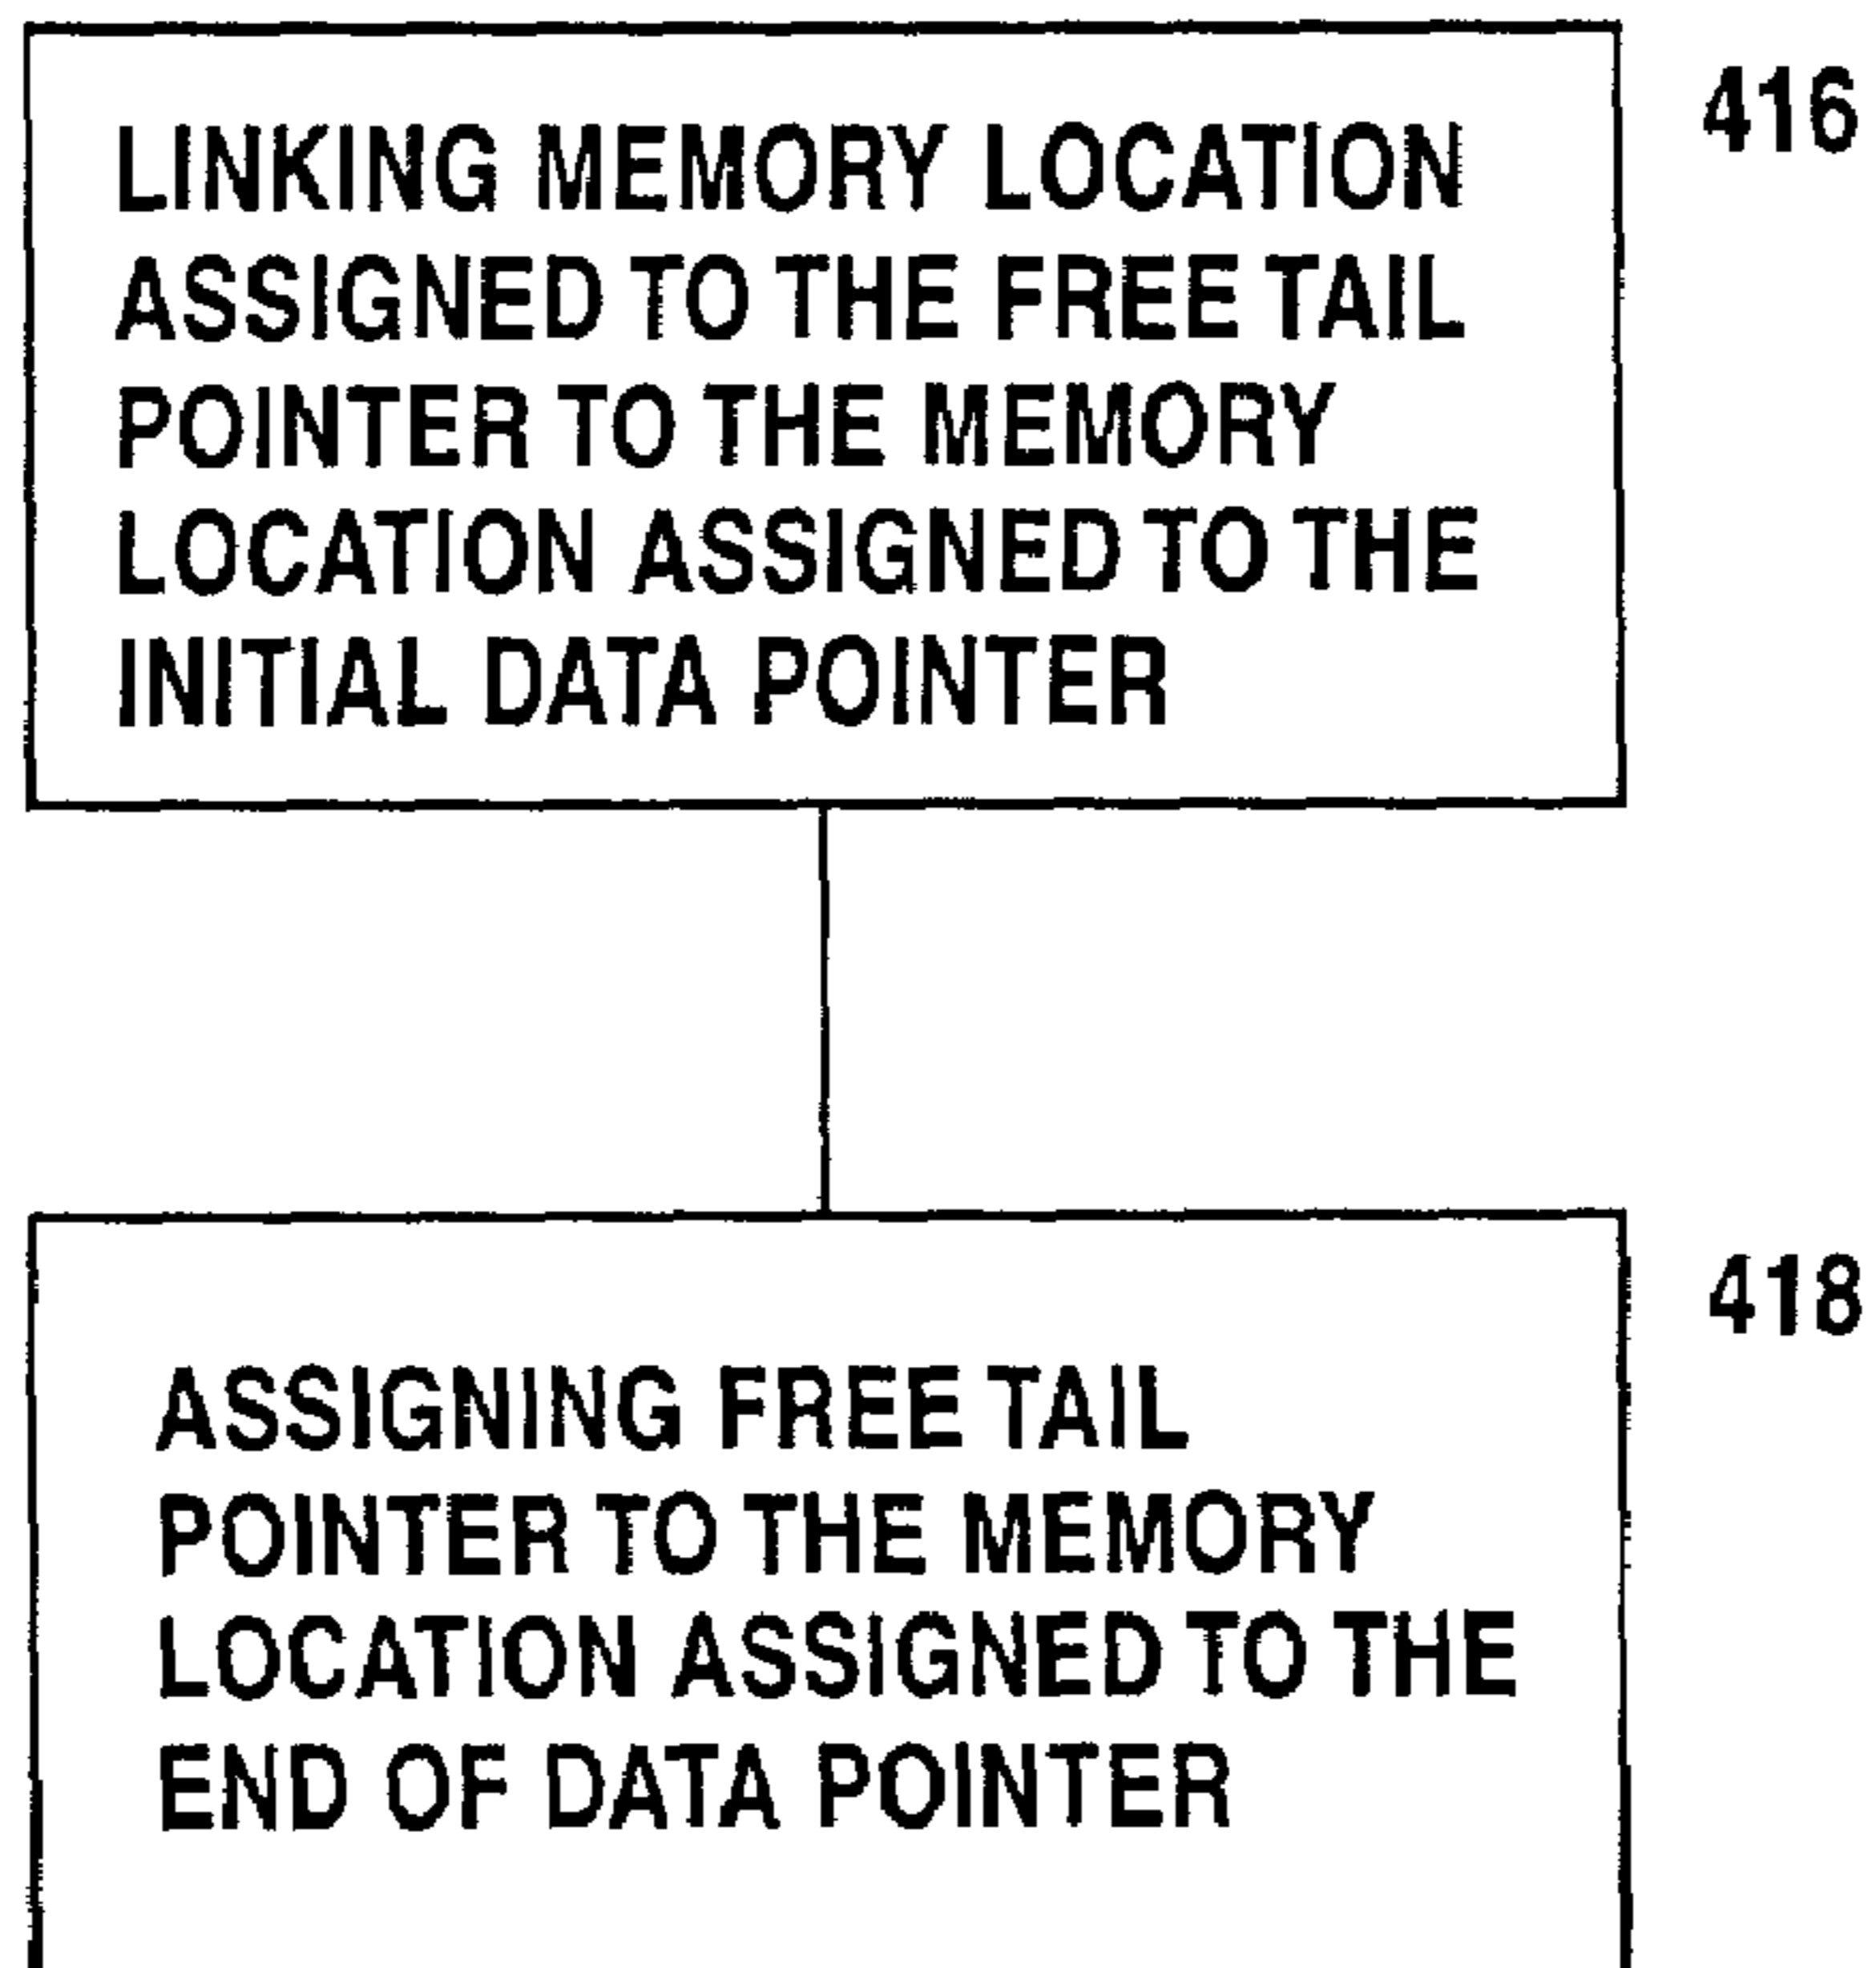 416
LINKING MEMORY LOCATION
ASSIGNED TO THE FREE TAIL
POINTER TO THE MEMORY
LOCATION ASSIGNED TO THE
INITIAL DATA POINTER
418
ASSIGNING FREE TAIL
POINTER TO THE MEMORY
LOCATION ASSIGNED TO THE
END OF DATA POINTER